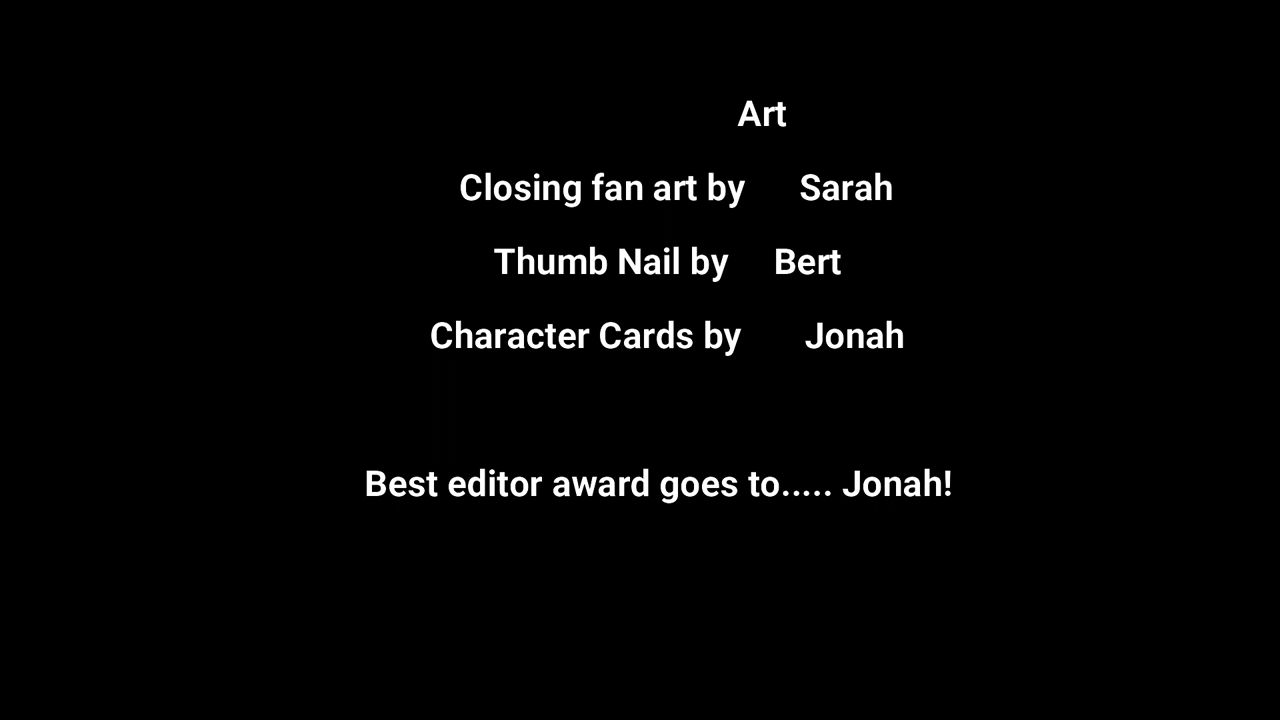 Art
Closing fan art by Sarah
Thumb Nail by Bert
Character Cards by Jonah
Best editor award goes to..... Jonah!